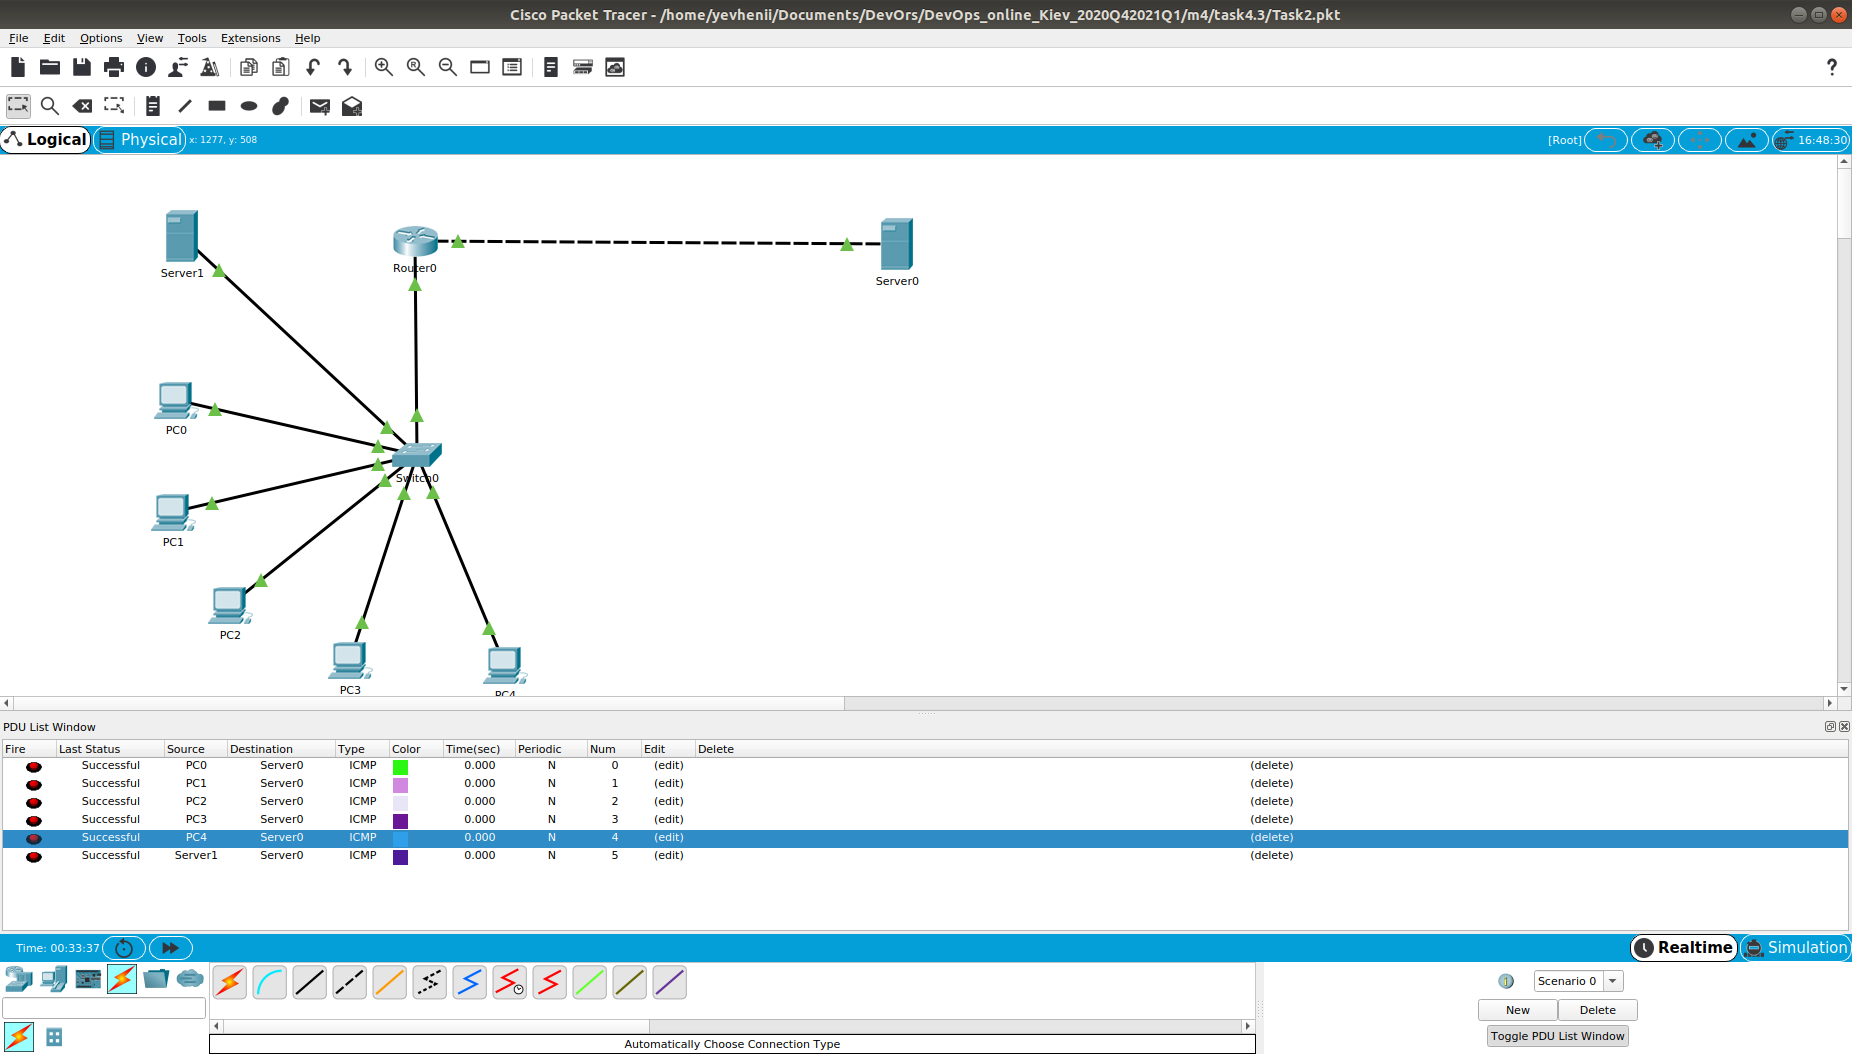 Cisco Packet Tracer - /home/yevhenii/Documents/DevOrs/DevOps_online_Kiev_2020Q42021Q1/m4/task4.3/Task2.pkt
File Edit Options View Tools Extensions Help
?
Logical Physical x: 1277, y: 508 [Root] 16:48:30
Server1
Router0
Server0
PC0
Switch0
PC1
PC2
PC3
PC4
PDU List Window
Fire Last Status Source Destination Type Color Time(sec) Periodic Num Edit Delete
Successful PC0 Server0 ICMP 0.000 N 0 (edit) (delete)
Successful PC1 Server0 ICMP 0.000 N 1 (edit) (delete)
Successful PC2 Server0 ICMP 0.000 N 2 (edit) (delete)
Successful PC3 Server0 ICMP 0.000 N 3 (edit) (delete)
Successful PC4 Server0 ICMP 0.000 N 4 (edit) (delete)
Successful Server1 Server0 ICMP 0.000 N 5 (edit) (delete)
Time: 00:33:37 Realtime Simulation
Scenario 0
New Delete
Toggle PDU List Window
Automatically Choose Connection Type